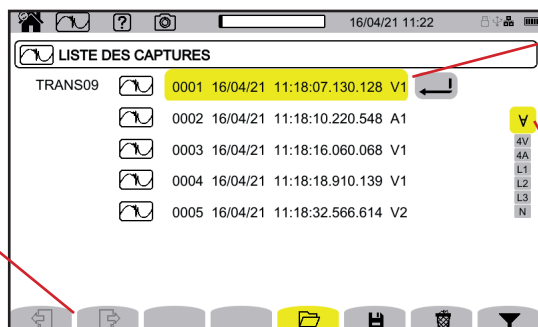 16/04/21 11:22
LISTE DES CAPTURES
TRANS09
0001 16/04/21 11:18:07.130.128 V1
0002 16/04/21 11:18:10.220.548 A1
0003 16/04/21 11:18:16.060.068 V1
0004 16/04/21 11:18:18.910.139 V1
0005 16/04/21 11:18:32.566.614 V2
∀
4V
4A
L1
L2
L3
N